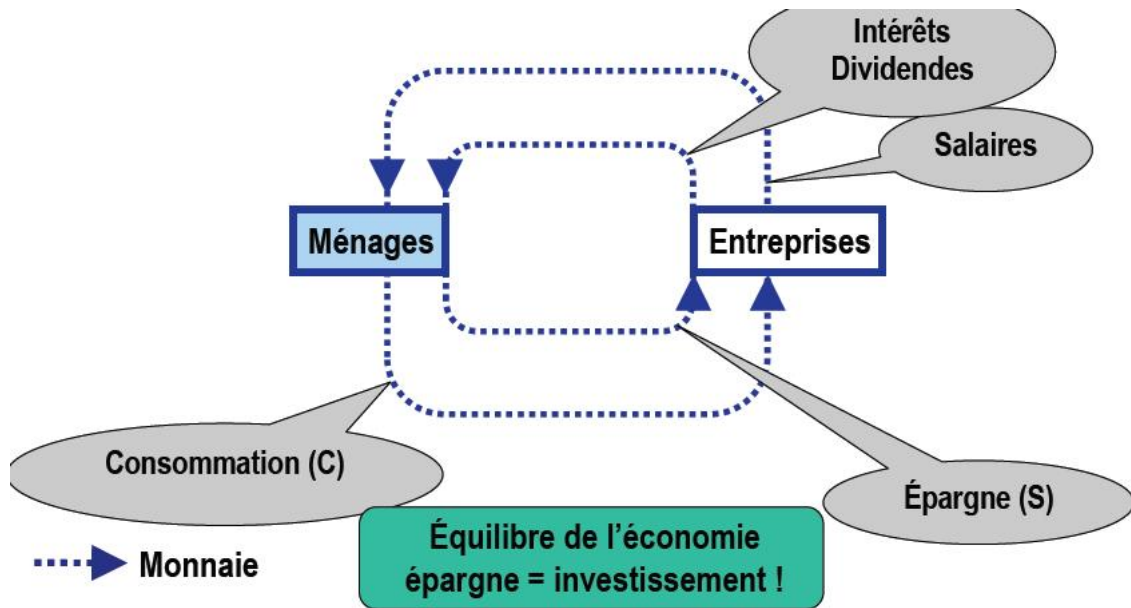 Intérêts
Dividendes
Salaires
Ménages
Entreprises
Consommation (C)
Épargne (S)
Équilibre de l’économie
épargne = investissement !
Monnaie